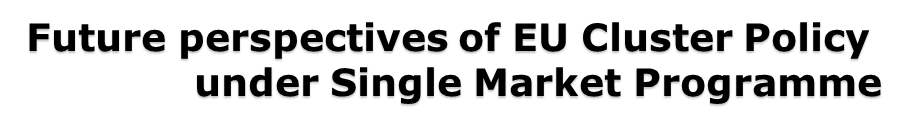 Future perspectives of EU Cluster Policy
under Single Market Programme